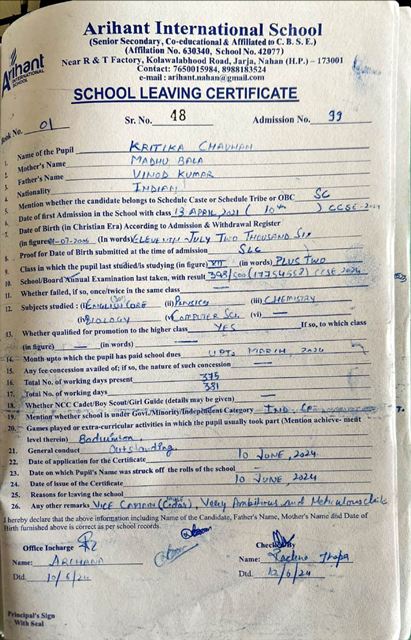 Arihant International School
(Senior Secondary, Co-educational & Affiliated to C. B. S. E.)
(Affiliation No. 630340, School No. 42077)
Near R & T Factory, Kolawalabhood Road, Jarja, Nahan (H.P.) – 173001
Contact: 7650015984, 8988183524
e-mail : arihant.nahan@gmail.com
Arihant
INTERNATIONAL
SCHOOL
SCHOOL LEAVING CERTIFICATE
Book No. 01 Sr. No. 48 Admission No. 99
1. Name of the Pupil KRITIKA CHAUHAN
2. Mother's Name MADHU BALA
3. Father's Name VINOD KUMAR
4. Nationality INDIAN
5. Mention whether the candidate belongs to Schedule Caste or Schedule Tribe or OBC SC
6. Date of first Admission in the School with class 13 APRIL 2021 (10th)
7. Date of Birth (in Christian Era) According to Admission & Withdrawal Register
(in figures) 11-07-2006 (In words) ELEVENTH JULY TWO THOUSAND SIX
8. Proof for Date of Birth submitted at the time of admission SLC
9. Class in which the pupil last studied/is studying (in figure) XII (in words) PLUS TWO
10. School/Board Annual Examination last taken, with result 398/500 (17754557) CBSE 2024
11. Whether failed, if so, once/twice in the same class —
12. Subjects studied : (i) ENGLISH CORE (ii) PHYSICS (iii) CHEMISTRY
(iv) BIOLOGY (v) COMPUTER SC. (vi) —
13. Whether qualified for promotion to the higher class YES If so, to which class
(in figure) — (in words) —
14. Month upto which the pupil has paid school dues UPTO MARCH 2024
15. Any fee concession availed of; if so, the nature of such concession —
16. Total No. of working days present 375
17. Total No. of working days 381
18. Whether NCC Cadet/Boy Scout/Girl Guide (details may be given) —
19. Mention whether school is under Govt./Minority/Independent Category IND.
20. Games played or extra-curricular activities in which the pupil usually took part (Mention achieve- ment
level therein) Badminton
21. General conduct Outstanding
22. Date of application for the Certificate 10 JUNE, 2024
23. Date on which Pupil's Name was struck off the rolls of the school —
24. Date of issue of the Certificate 10 JUNE, 2024
25. Reasons for leaving the school
26. Any other remarks VICE CAPTAIN Very Ambitious and
I hereby declare that the above information including Name of the Candidate, Father's Name, Mother's Name and Date of
Birth furnished above is correct as per school records.
Office Incharge Checked By
Name: ARCHANA Name:
Dtd. 10/6/24 Dtd. 12/6/24
Principal's Sign
With Seal